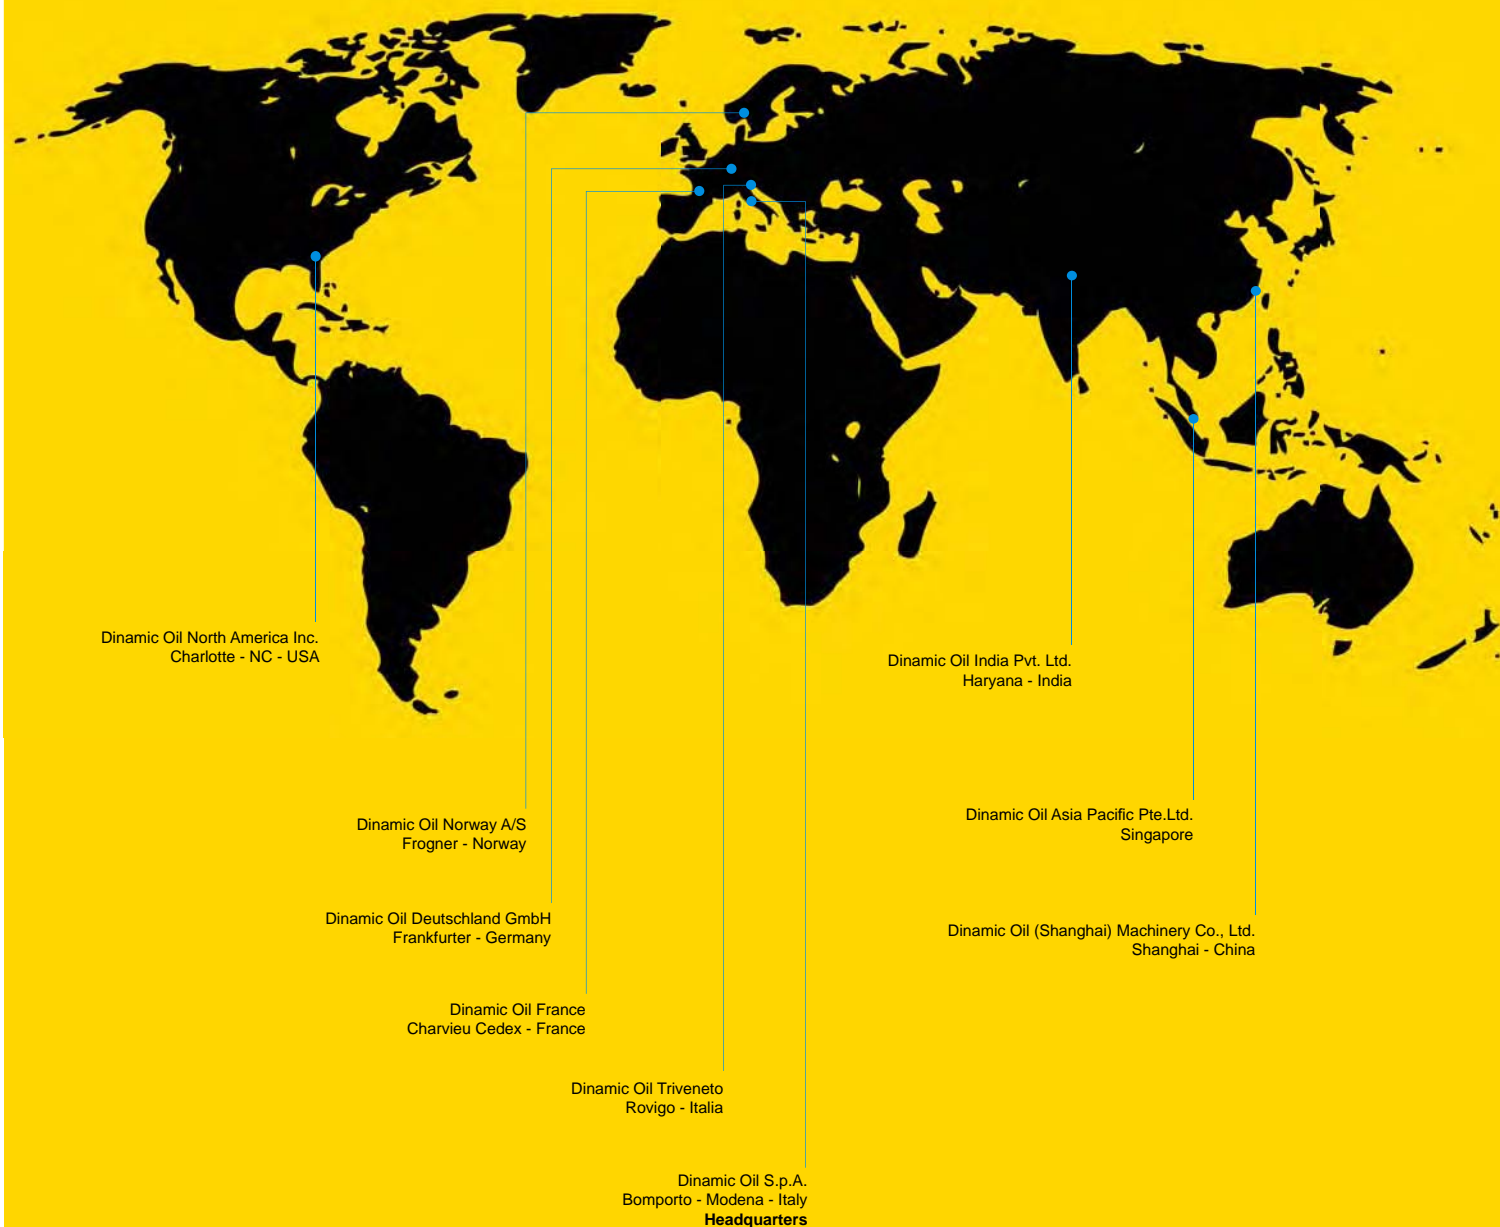 Dinamic Oil North America Inc.
Charlotte - NC - USA
Dinamic Oil India Pvt. Ltd.
Haryana - India
Dinamic Oil Norway A/S
Frogner - Norway
Dinamic Oil Asia Pacific Pte.Ltd.
Singapore
Dinamic Oil Deutschland GmbH
Frankfurter - Germany
Dinamic Oil (Shanghai) Machinery Co., Ltd.
Shanghai - China
Dinamic Oil France
Charvieu Cedex - France
Dinamic Oil Triveneto
Rovigo - Italia
Dinamic Oil S.p.A.
Bomporto - Modena - Italy
Headquarters